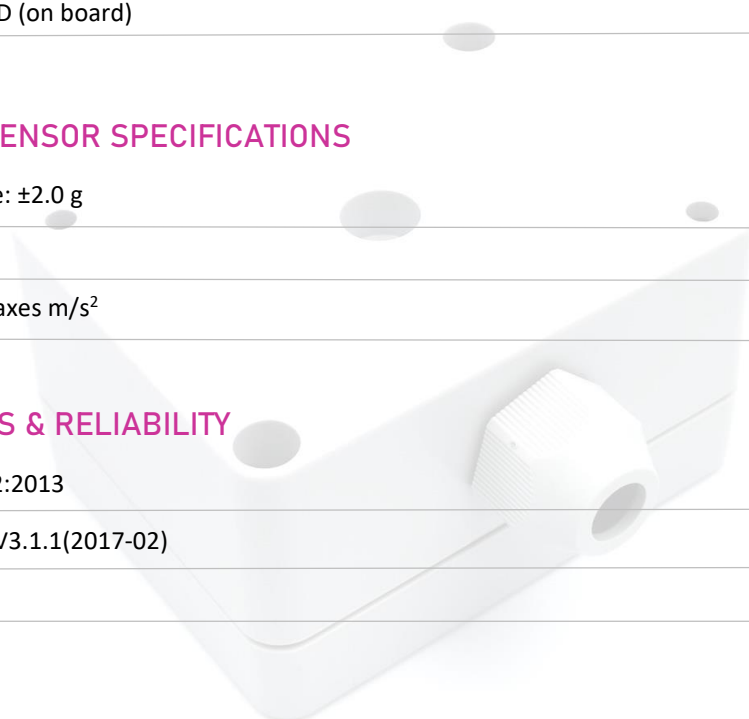 D (on board)
ENSOR SPECIFICATIONS
e: ±2.0 g
axes m/s²
S & RELIABILITY
2:2013
V3.1.1(2017-02)